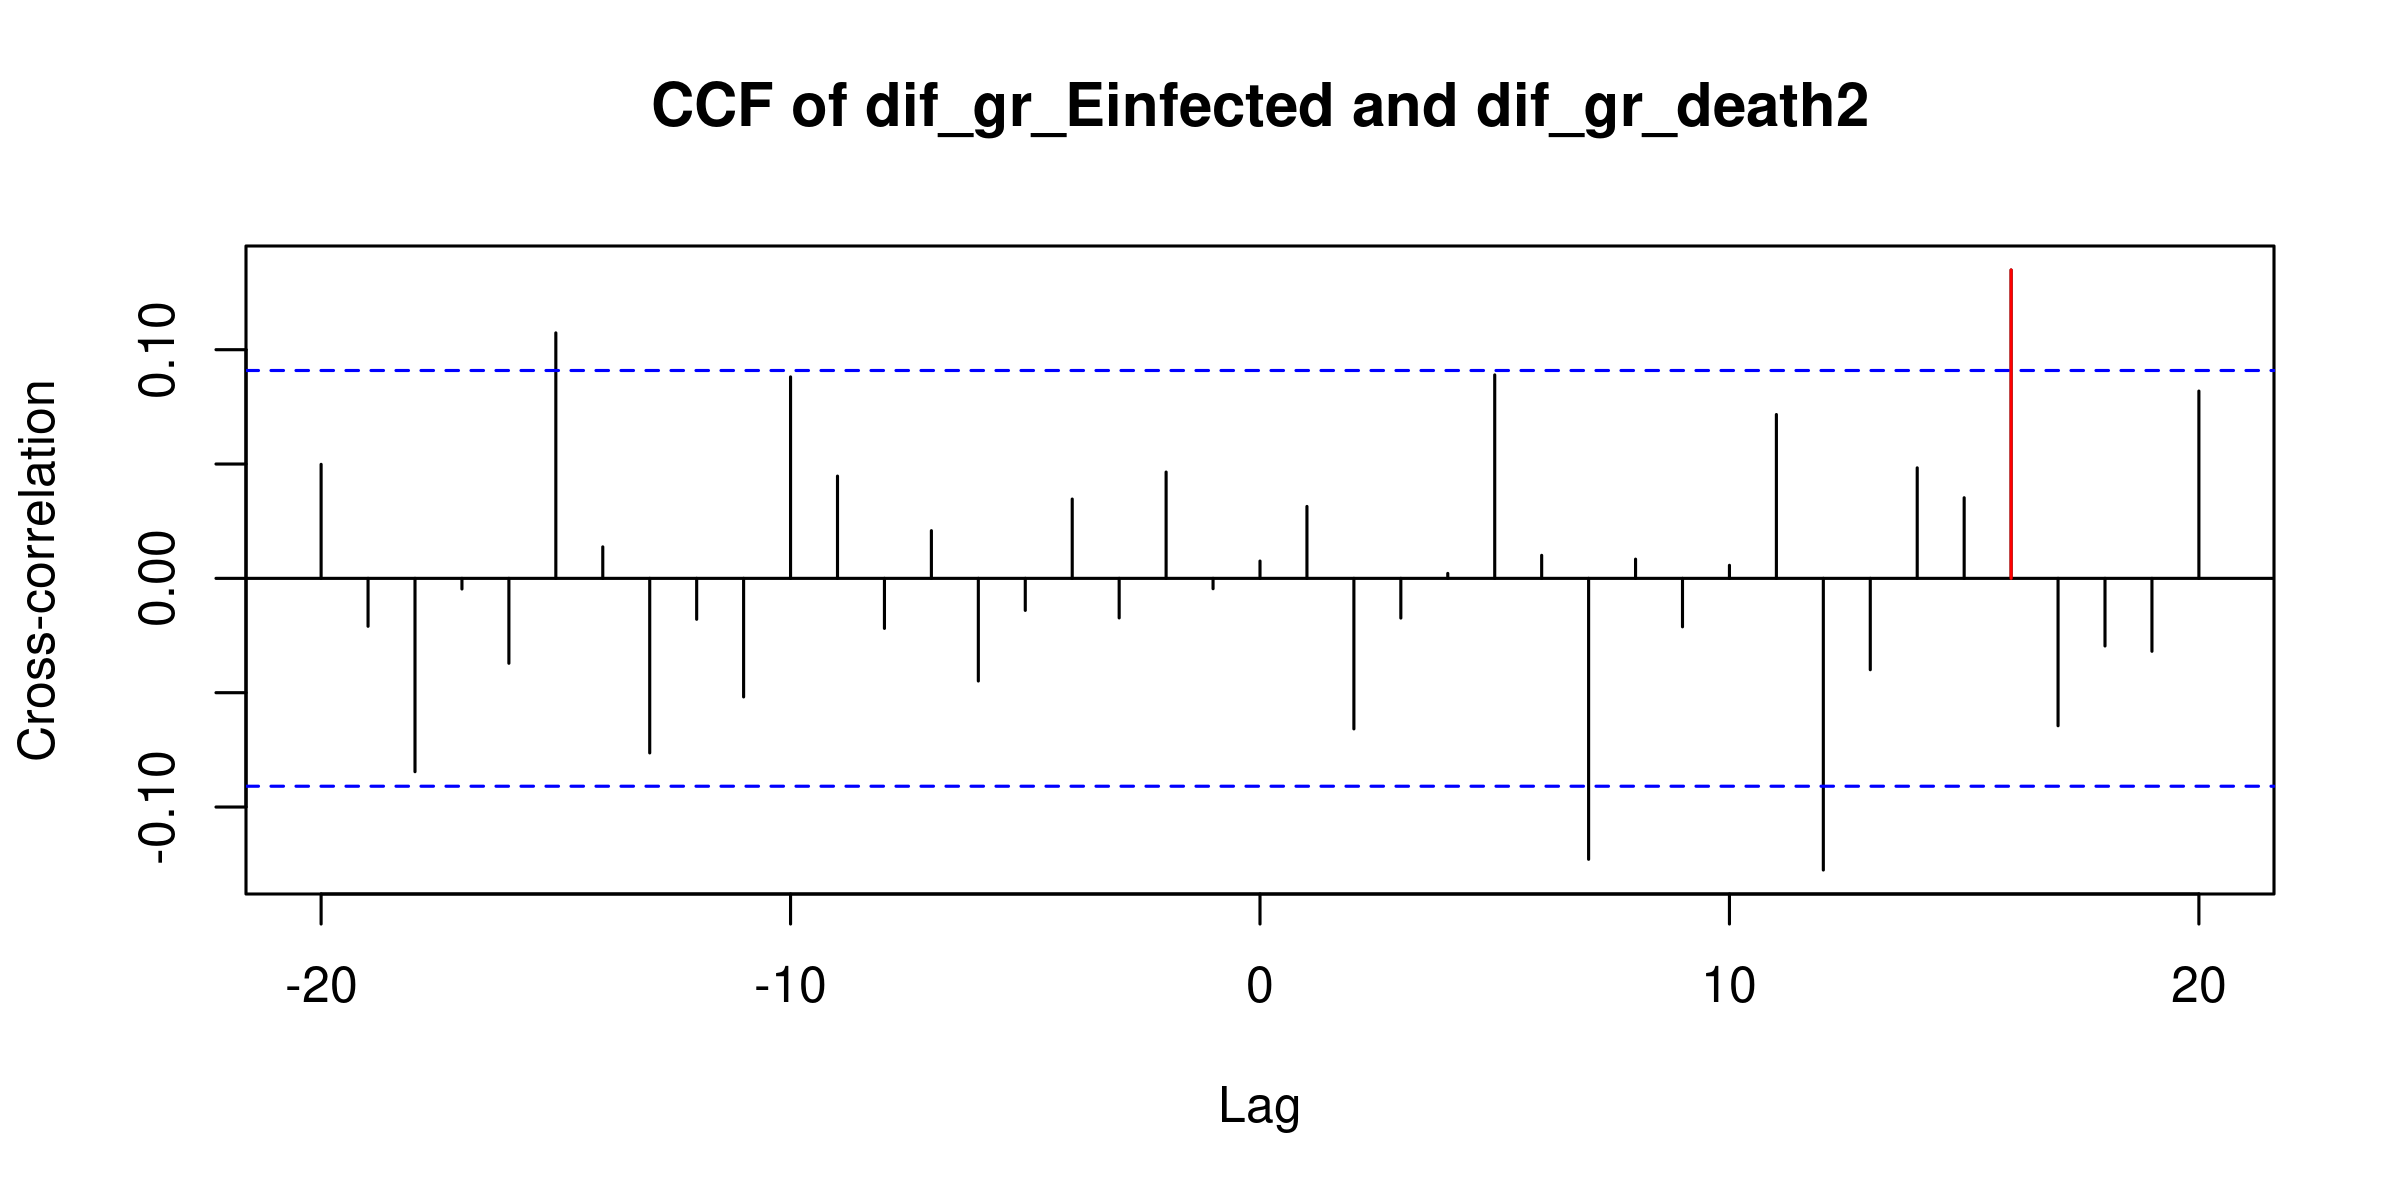 CCF of dif_gr_Einfected and dif_gr_death2
Cross-correlation
0.10
0.00
-0.10
-20 -10 0 10 20
Lag